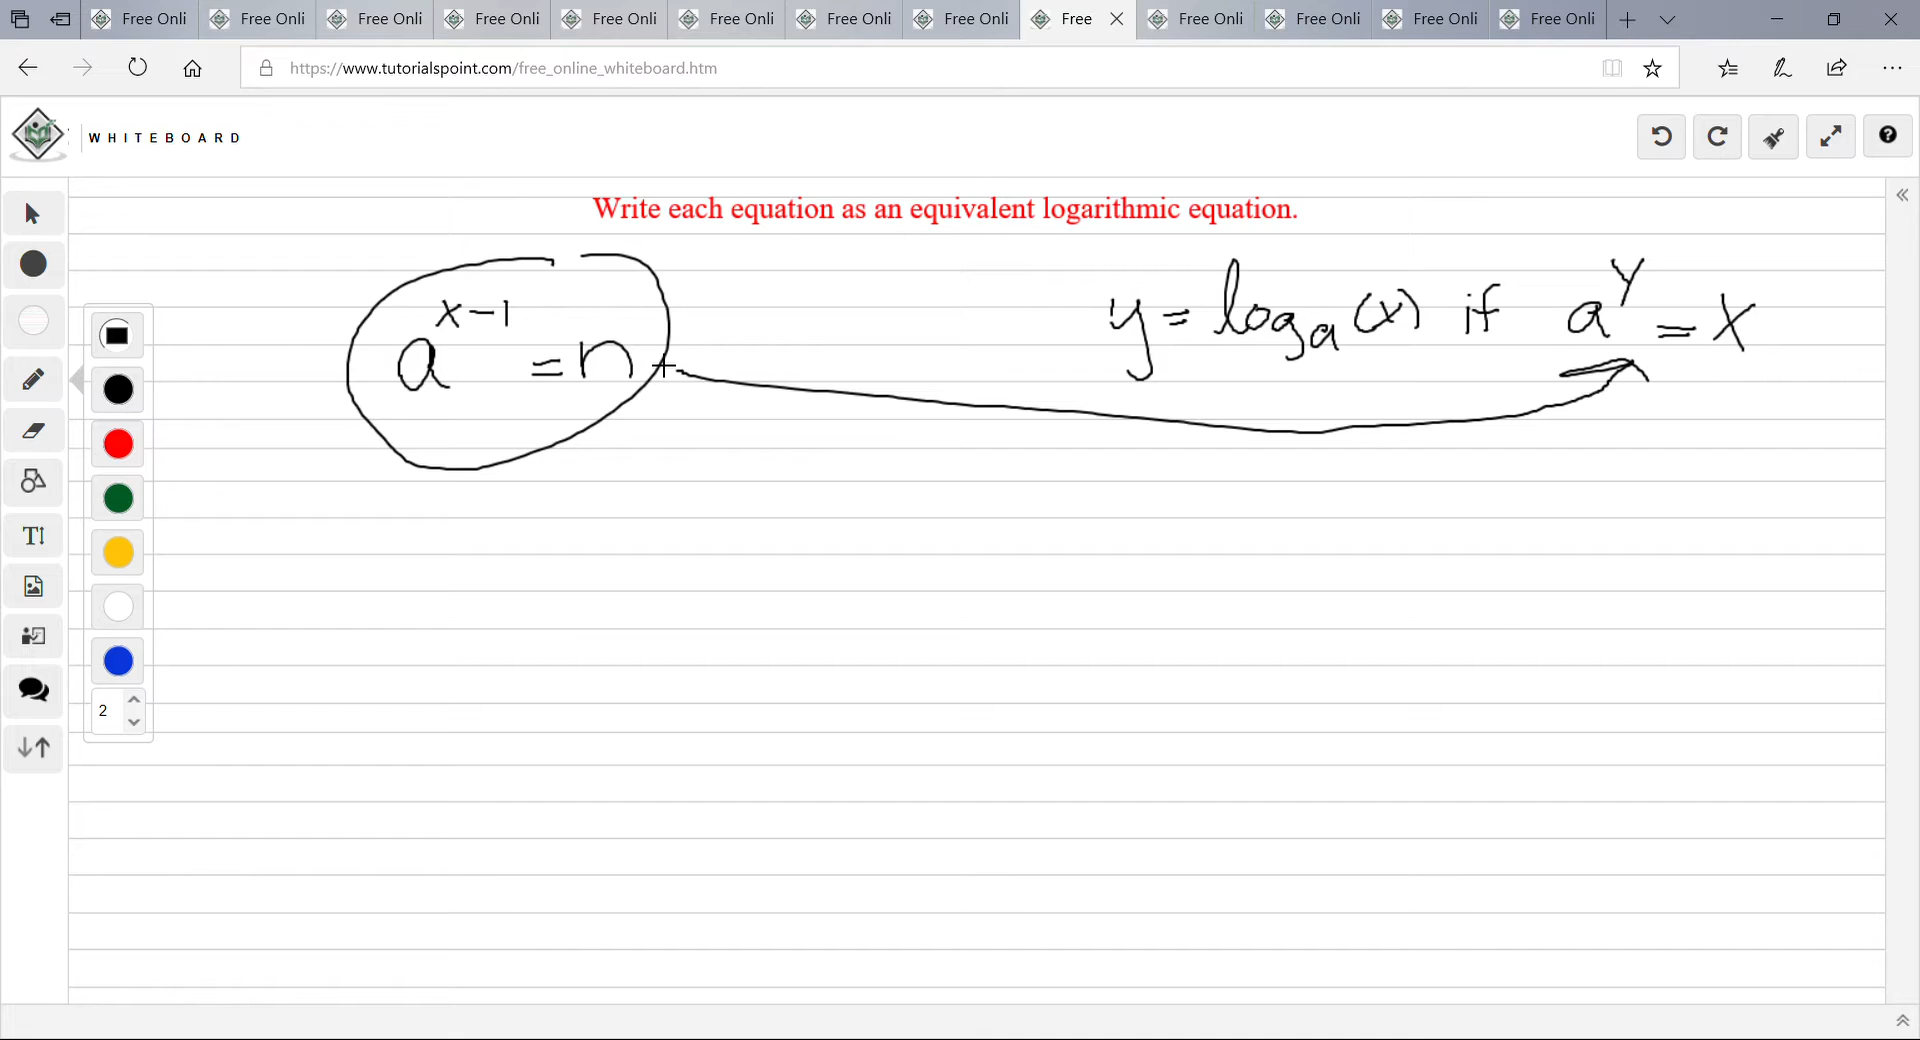 Free Onli Free Onli Free Onli Free Onli Free Onli Free Onli Free Onli Free Onli Free Free Onli Free Onli Free Onli Free Onli
https://www.tutorialspoint.com/free_online_whiteboard.htm
WHITEBOARD
Write each equation as an equivalent logarithmic equation.
a^{x-1} = n
y = log_a (x) if a^y = x
T
2